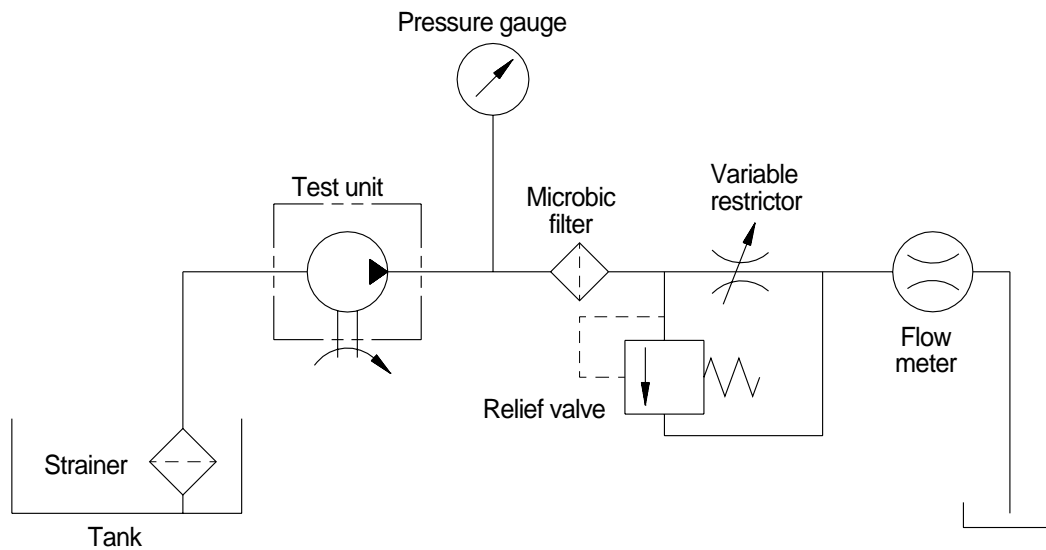 Pressure gauge
Test unit
Microbic
filter
Variable
restrictor
Flow
meter
Relief valve
Strainer
Tank